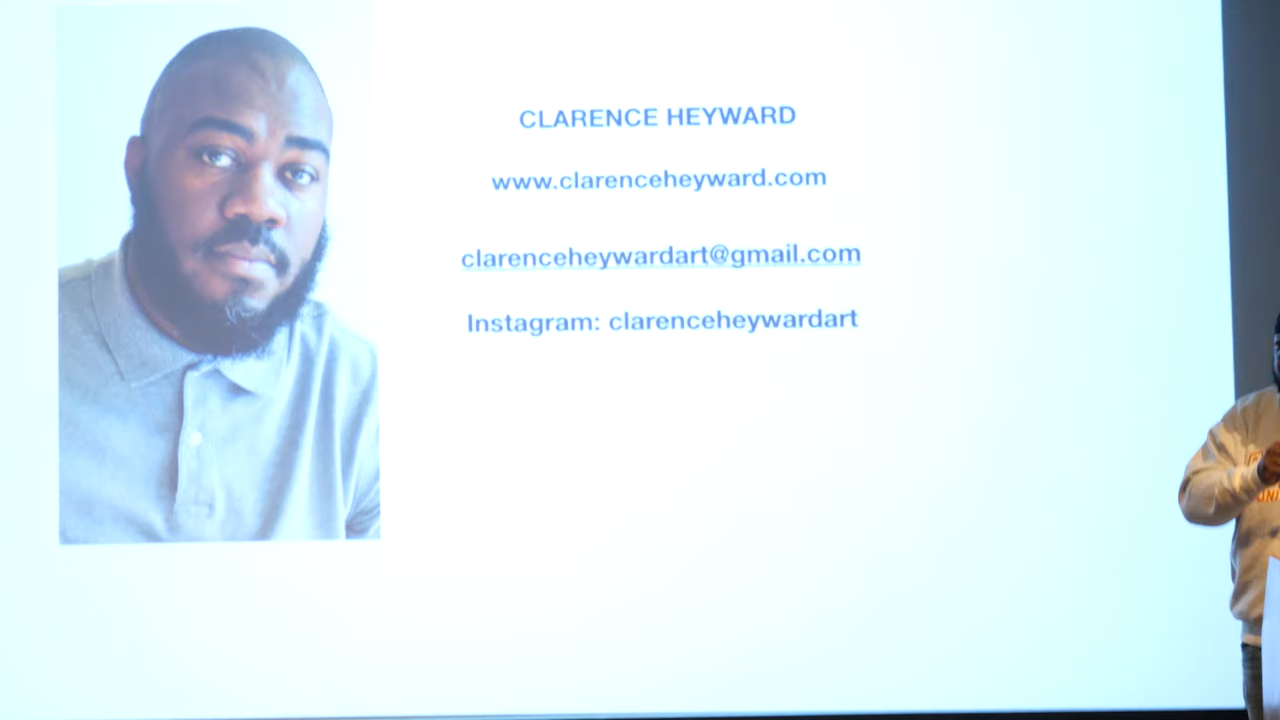 CLARENCE HEYWARD
www.clarenceheyward.com
clarenceheywardart@gmail.com
Instagram: clarenceheywardart